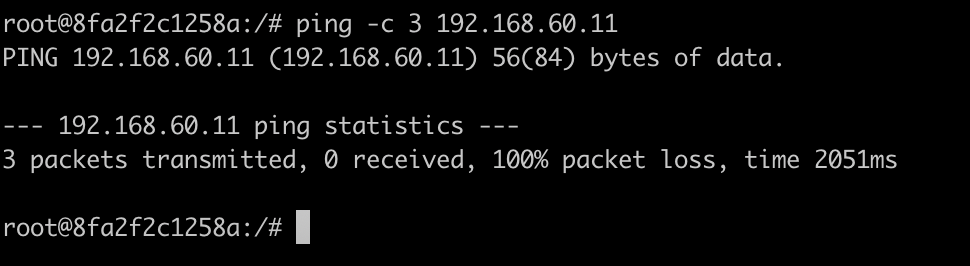 root@8fa2f2c1258a:/# ping -c 3 192.168.60.11
PING 192.168.60.11 (192.168.60.11) 56(84) bytes of data.
--- 192.168.60.11 ping statistics ---
3 packets transmitted, 0 received, 100% packet loss, time 2051ms
root@8fa2f2c1258a:/#